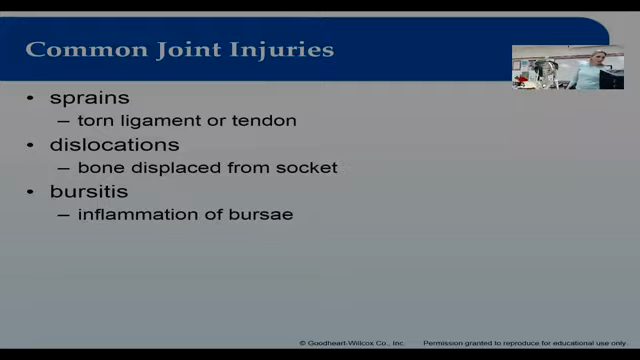 Common Joint Injuries
• sprains
– torn ligament or tendon
• dislocations
– bone displaced from socket
• bursitis
– inflammation of bursae
© Goodheart-Willcox Co., Inc. Permission granted to reproduce for educational use only.